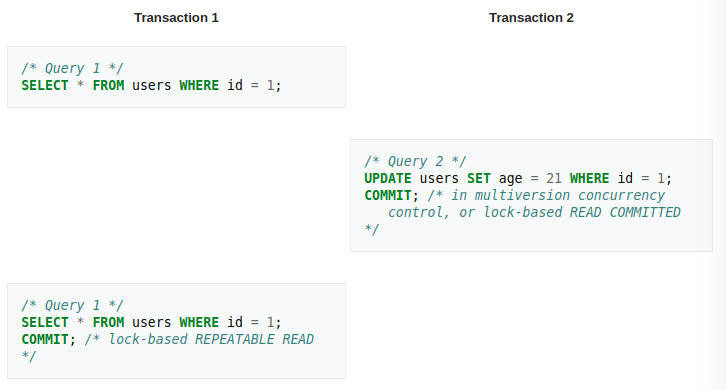 Transaction 1
Transaction 2
/* Query 1 */
SELECT * FROM users WHERE id = 1;
/* Query 2 */
UPDATE users SET age = 21 WHERE id = 1;
COMMIT; /* in multiversion concurrency
control, or lock-based READ COMMITTED
*/
/* Query 1 */
SELECT * FROM users WHERE id = 1;
COMMIT; /* lock-based REPEATABLE READ
*/